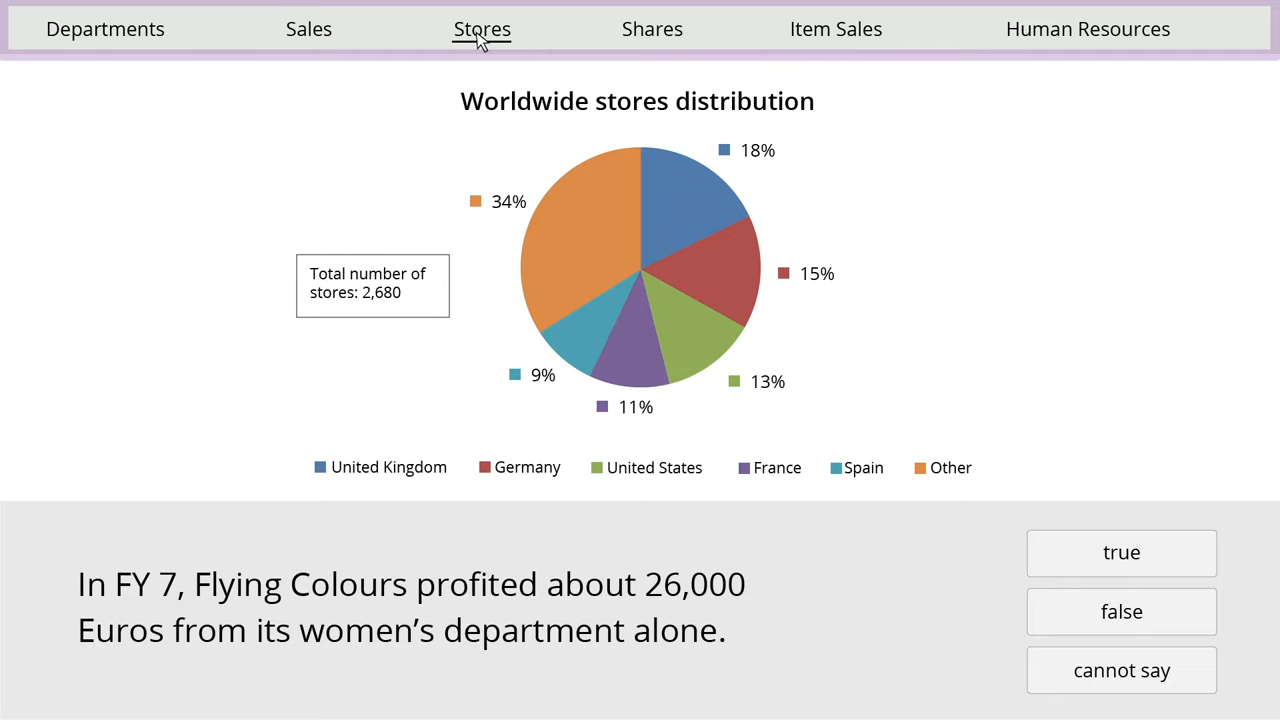 Departments Sales Stores Shares Item Sales Human Resources
Worldwide stores distribution
18%
34%
Total number of
stores: 2,680
15%
9%
13%
11%
United Kingdom Germany United States France Spain Other
In FY 7, Flying Colours profited about 26,000
Euros from its women’s department alone.
true
false
cannot say